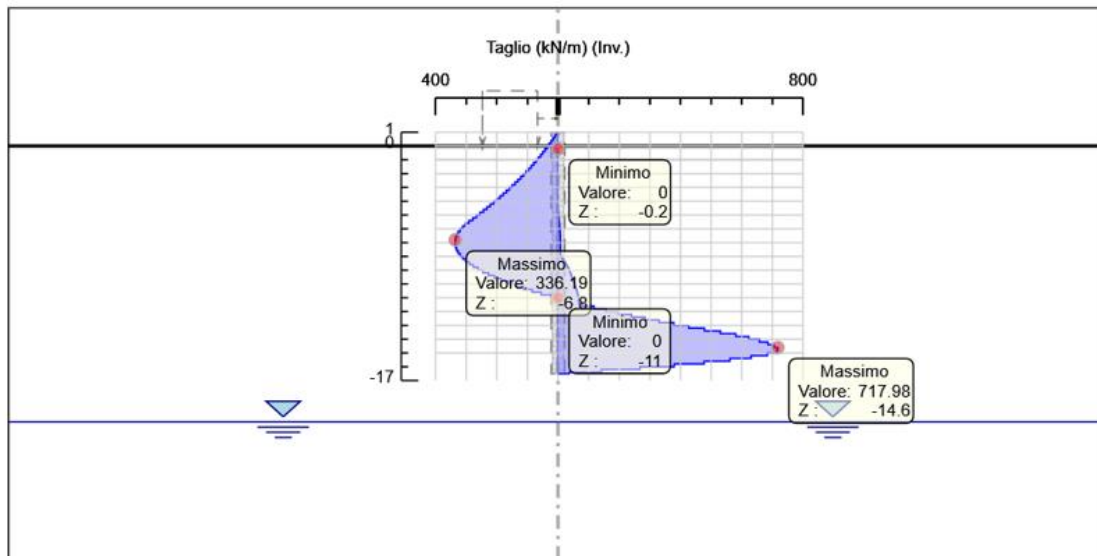 Taglio (kN/m) (Inv.)
400
800
1
0
Minimo
Valore: 0
Z : -0.2
Massimo
Valore: 336.19
Z : -6.8
Minimo
Valore: 0
Z : -11
Massimo
Valore: 717.98
Z : -14.6
-17